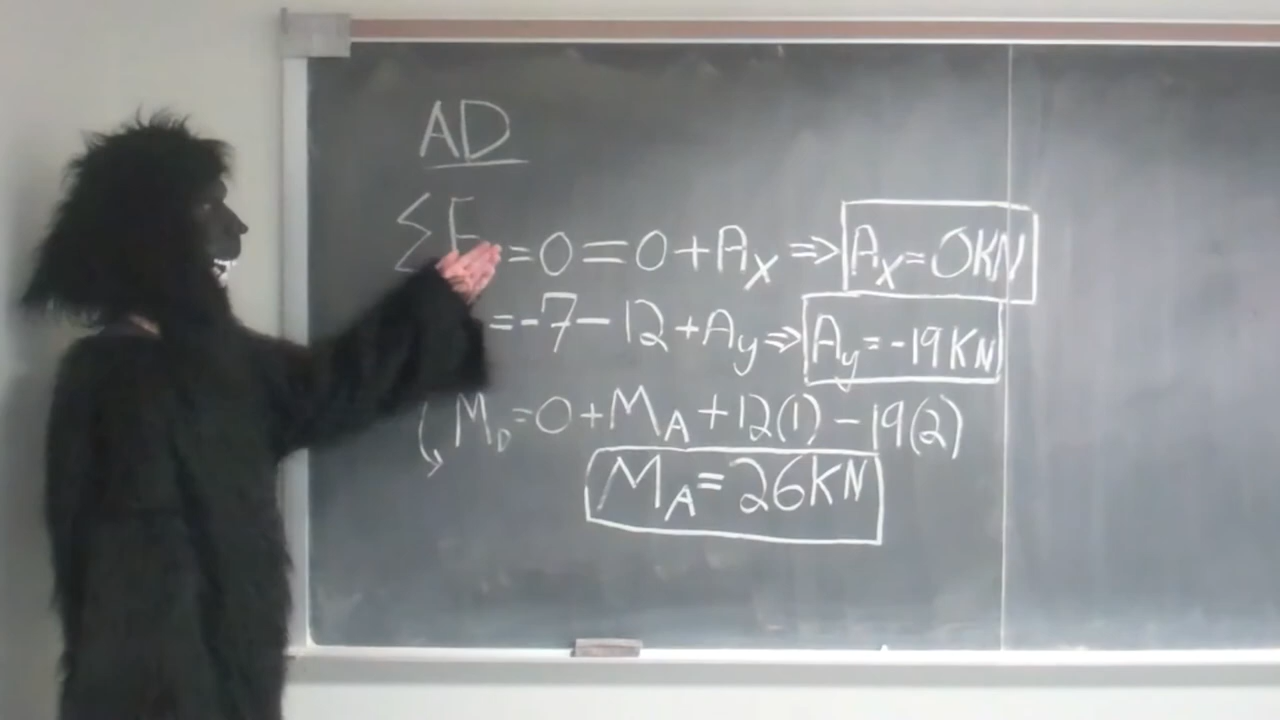 AD
ΣF =0=0+Ax ⇒ Ax=0KN
=-7-12+Ay⇒ Ay=-19KN
MD=0+MA+12(1)-19(2)
MA=26KN